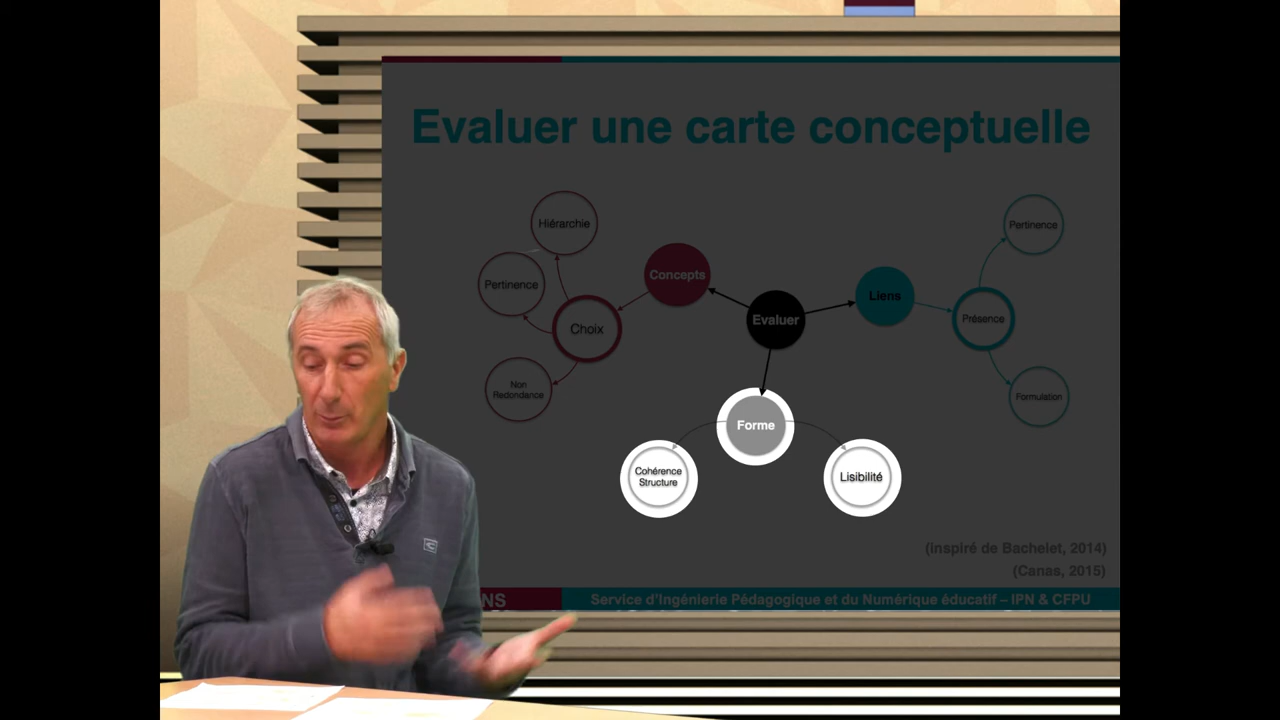 Evaluer une carte conceptuelle
Hiérarchie
Pertinence
Concepts
Pertinence
Liens
Evaluer
Présence
Choix
Non
Redondance
Formulation
Forme
Cohérence
Structure
Lisibilité
(inspiré de Bachelet, 2014)
(Canas, 2015)
NS
Service d'Ingénierie Pédagogique et du Numérique éducatif – IPN & CFPU